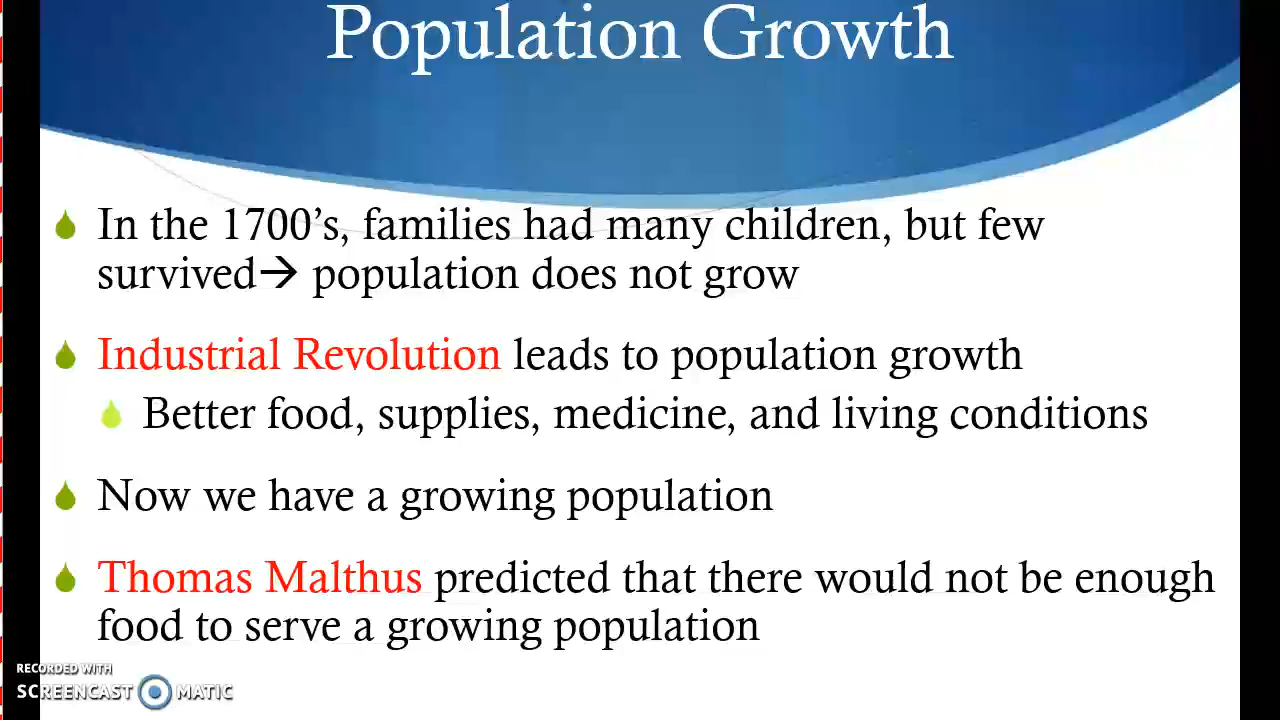 Population Growth
In the 1700’s, families had many children, but few
survived→ population does not grow
Industrial Revolution leads to population growth
Better food, supplies, medicine, and living conditions
Now we have a growing population
Thomas Malthus predicted that there would not be enough
food to serve a growing population
RECORDED WITH
SCREENCAST MATIC